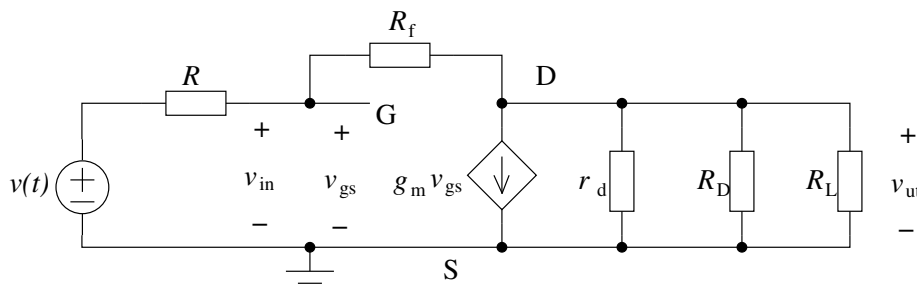 R_f
R
D
G
v(t)
+
−
+
v_in
−
+
v_gs
−
g_m v_gs
r_d
R_D
R_L
+
v_ut
−
S